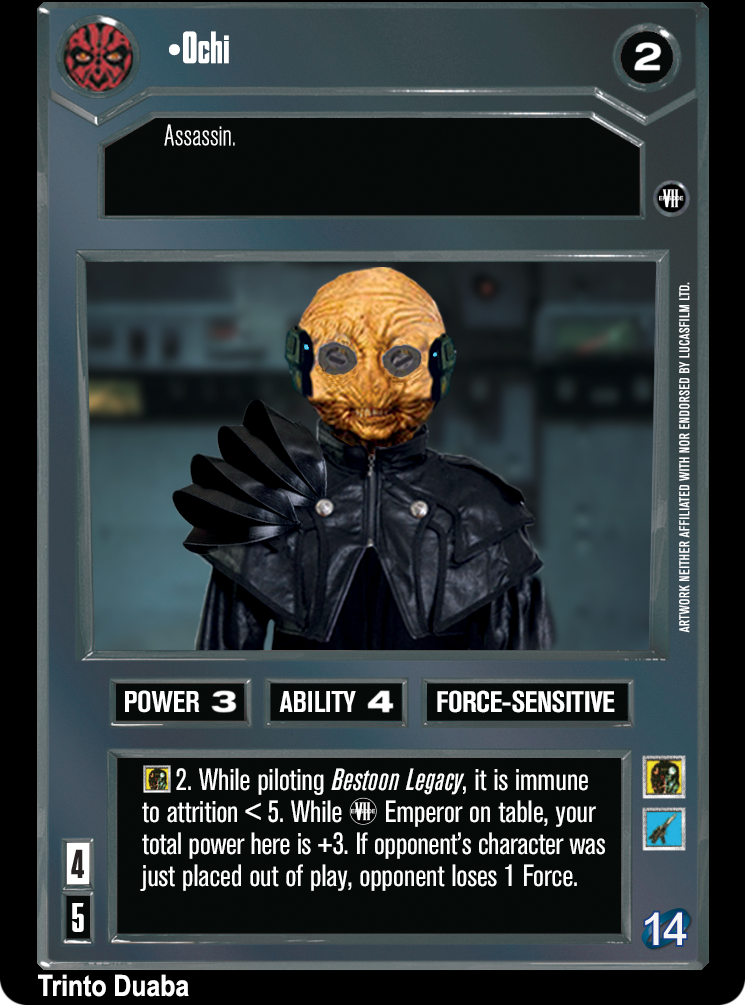 •Ochi
2
Assassin.
EPISODE VII
ARTWORK NEITHER AFFILIATED WITH NOR ENDORSED BY LUCASFILM LTD.
POWER 3
ABILITY 4
FORCE-SENSITIVE
2. While piloting Bestoon Legacy, it is immune
to attrition < 5. While EPISODE VII Emperor on table, your
total power here is +3. If opponent's character was
just placed out of play, opponent loses 1 Force.
4
5
14
Trinto Duaba